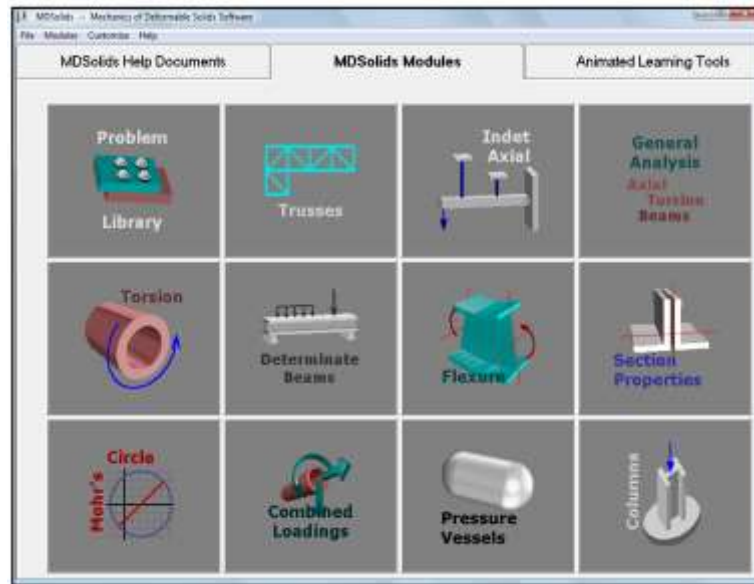 MDSolids -- Mechanics of Deformable Solids Software
File Modules Customize Help
MDSolids Help Documents
MDSolids Modules
Animated Learning Tools
Problem
Library
Trusses
Indet
Axial
General
Analysis
Axial
Torsion
Beams
Torsion
Determinate
Beams
Flexure
Section
Properties
Mohr's
Circle
Combined
Loadings
Pressure
Vessels
Columns